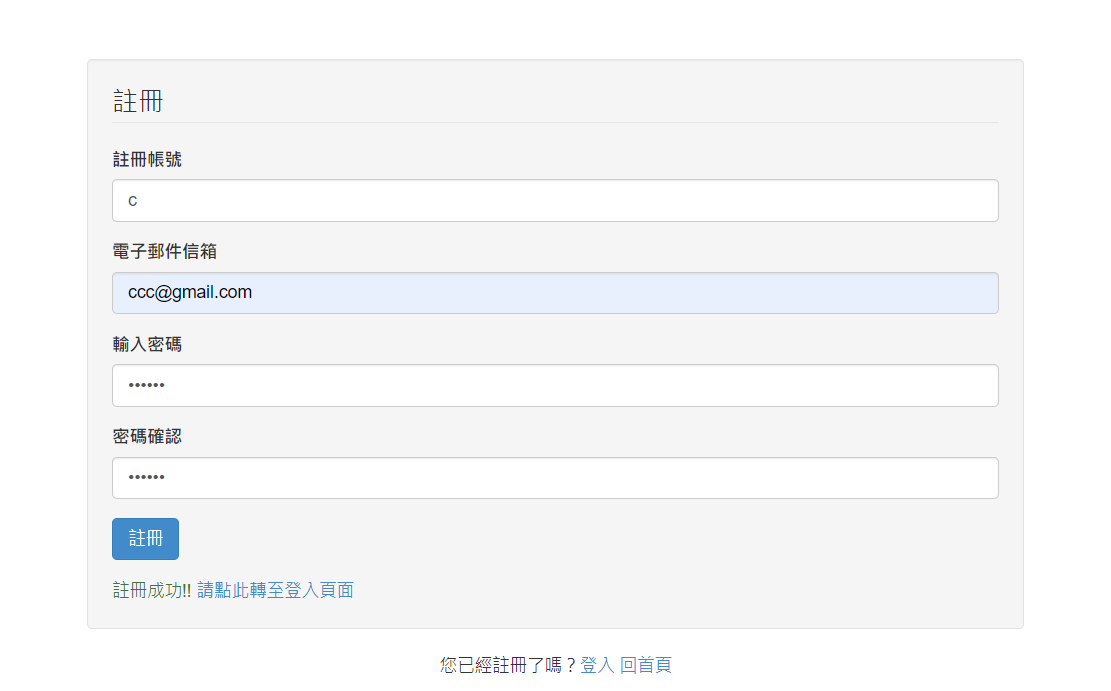 註冊
註冊帳號
c
電子郵件信箱
ccc@gmail.com
輸入密碼
••••••
密碼確認
••••••
註冊
註冊成功!! 請點此轉至登入頁面
您已經註冊了嗎？登入 回首頁